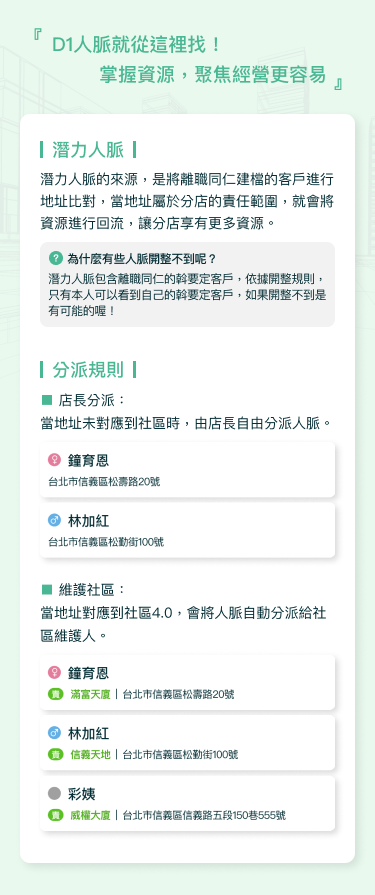 『 D1人脈就從這裡找！
掌握資源，聚焦經營更容易 』
潛力人脈
潛力人脈的來源，是將離職同仁建檔的客戶進行
地址比對，當地址屬於分店的責任範圍，就會將
資源進行回流，讓分店享有更多資源。
? 為什麼有些人脈開整不到呢？
潛力人脈包含離職同仁的斡要定客戶，依據開整規則，
只有本人可以看到自己的斡要定客戶，如果開整不到是
有可能的喔！
分派規則
店長分派：
當地址未對應到社區時，由店長自由分派人脈。
鐘育恩
台北市信義區松壽路20號
林加紅
台北市信義區松勤街100號
維護社區：
當地址對應到社區4.0，會將人脈自動分派給社
區維護人。
鐘育恩
賣 滿富天廈｜台北市信義區松壽路20號
林加紅
賣 信義天地｜台北市信義區松勤街100號
彩姨
賣 威權大廈｜台北市信義區信義路五段150巷555號